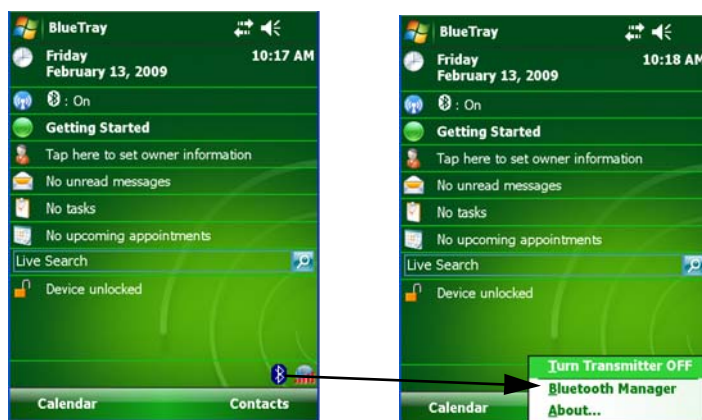 BlueTray
Friday
10:17 AM
February 13, 2009
: On
Getting Started
Tap here to set owner information
No unread messages
No tasks
No upcoming appointments
Live Search
Device unlocked
Calendar
Contacts
BlueTray
Friday
10:18 AM
February 13, 2009
: On
Getting Started
Tap here to set owner information
No unread messages
No tasks
No upcoming appointments
Live Search
Device unlocked
Turn Transmitter OFF
Bluetooth Manager
About...
Calendar